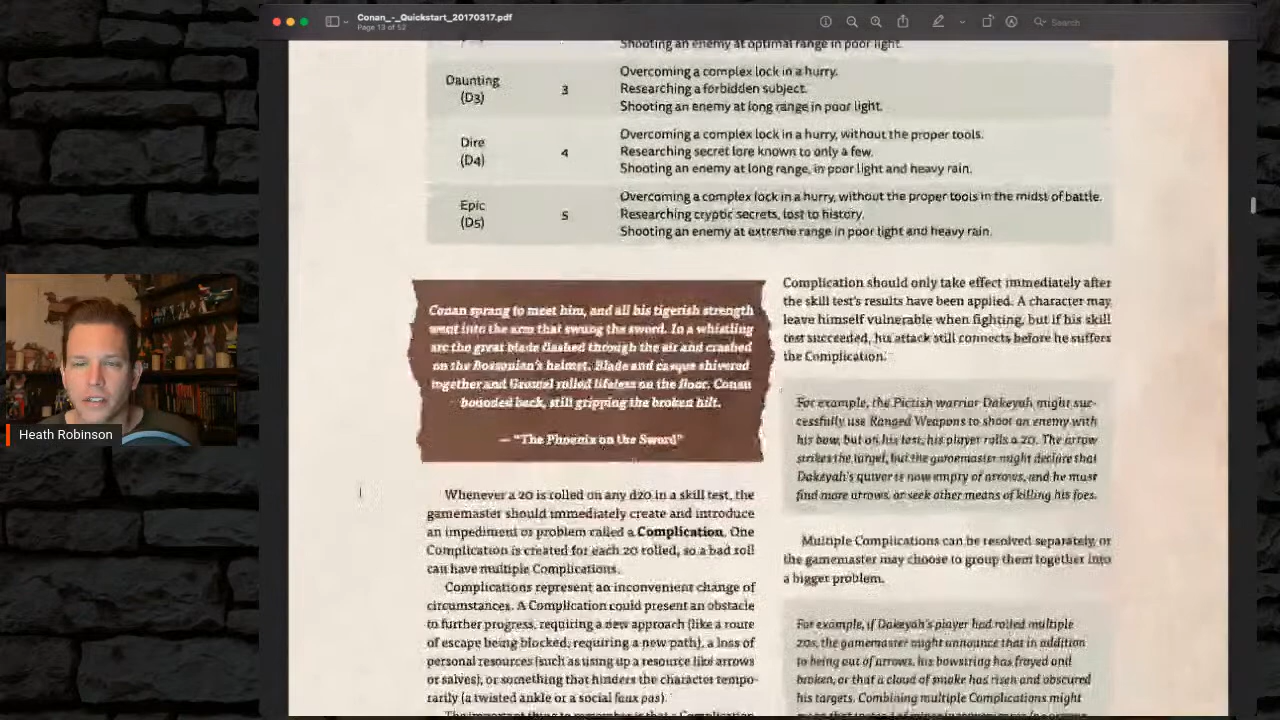 Conan_-_Quickstart_20170317.pdf
Page 13 of 52
Search
Shooting an enemy at optimal range in poor light.
Daunting
(D3)
3
Overcoming a complex lock in a hurry.
Researching a forbidden subject.
Shooting an enemy at long range in poor light.
Dire
(D4)
4
Overcoming a complex lock in a hurry, without the proper tools.
Researching secret lore known to only a few.
Shooting an enemy at long range, in poor light and heavy rain.
Epic
(D5)
5
Overcoming a complex lock in a hurry, without the proper tools in the midst of battle.
Researching cryptic secrets, lost to history.
Shooting an enemy at extreme range in poor light and heavy rain.
Conan sprang to meet him, and all his tigerish strength
went into the arm that swung the sword. In a whistling
arc the great blade flashed through the air and crashed
on the Bossonian's helmet. Blade and casque shivered
together and Gromel rolled lifeless on the floor. Conan
bounded back, still gripping the broken hilt.
— "The Phoenix on the Sword"
Whenever a 20 is rolled on any d20 in a skill test, the
gamemaster should immediately create and introduce
an impediment or problem called a Complication. One
Complication is created for each 20 rolled, so a bad roll
can have multiple Complications.
Complications represent an inconvenient change of
circumstances. A Complication could present an obstacle
to further progress, requiring a new approach (like a route
of escape being blocked, requiring a new path), a loss of
personal resources (such as using up a resource like arrows
or salves), or something that hinders the character tempo-
rarily (a twisted ankle or a social faux pas).
The important thing to remember is that a Complication
Complication should only take effect immediately after
the skill test's results have been applied. A character may
leave himself vulnerable when fighting, but if his skill
test succeeded, his attack still connects before he suffers
the Complication.
For example, the Pictish warrior Dakeyah might suc-
cessfully use Ranged Weapons to shoot an enemy with
his bow, but on his test, his player rolls a 20. The arrow
strikes the target, but the gamemaster might declare that
Dakeyah's quiver is now empty of arrows, and he must
find more arrows, or seek other means of killing his foes.
Multiple Complications can be resolved separately, or
the gamemaster may choose to group them together into
a bigger problem.
For example, if Dakeyah's player had rolled multiple
20s, the gamemaster might announce that in addition
to being out of arrows, his bowstring has frayed and
broken, or that a cloud of smoke has risen and obscured
his targets. Combining multiple Complications might
Heath Robinson